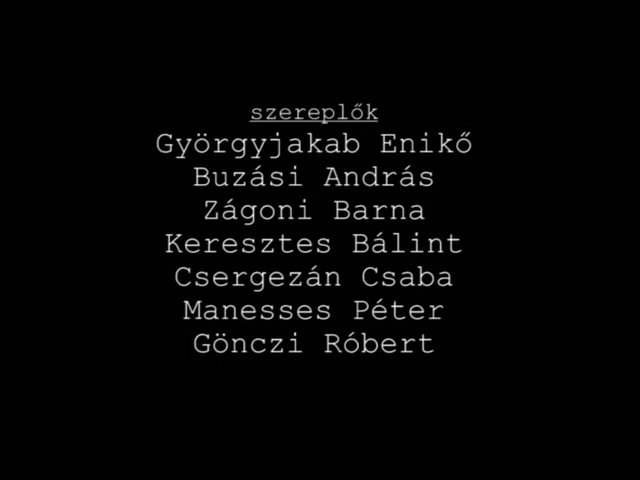 szereplők
Györgyjakab Enikő
Buzási András
Zágoni Barna
Keresztes Bálint
Csergezán Csaba
Manesses Péter
Gönczi Róbert